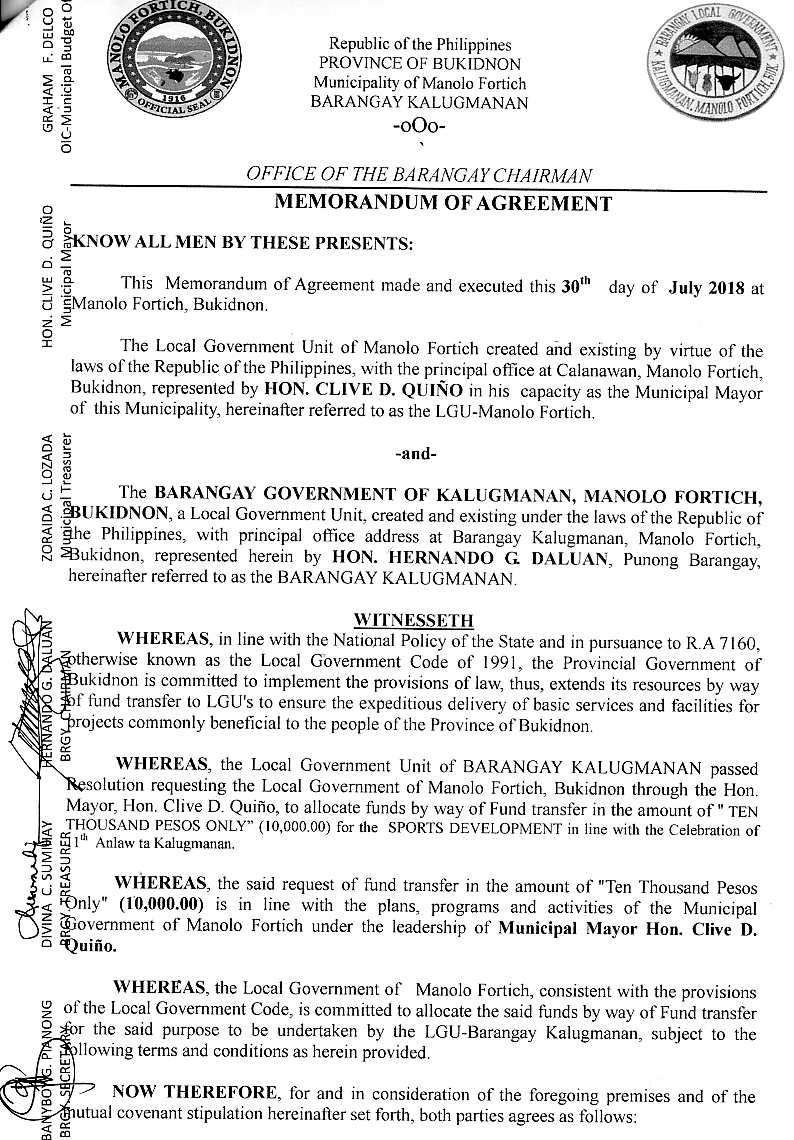 Republic of the Philippines
PROVINCE OF BUKIDNON
Municipality of Manolo Fortich
BARANGAY KALUGMANAN
-oOo-
MANOLO FORTICH, BUKIDNON
1916
OFFICIAL SEAL
BARANGAY LOCAL GOVERNMENT
KALUGMANAN, MANOLO FORTICH, BUK.
OFFICE OF THE BARANGAY CHAIRMAN
MEMORANDUM OF AGREEMENT
KNOW ALL MEN BY THESE PRESENTS:
This Memorandum of Agreement made and executed this 30th day of July 2018 at
Manolo Fortich, Bukidnon.
The Local Government Unit of Manolo Fortich created and existing by virtue of the
laws of the Republic of the Philippines, with the principal office at Calanawan, Manolo Fortich,
Bukidnon, represented by HON. CLIVE D. QUIÑO in his capacity as the Municipal Mayor
of this Municipality, hereinafter referred to as the LGU-Manolo Fortich.
-and-
The BARANGAY GOVERNMENT OF KALUGMANAN, MANOLO FORTICH,
BUKIDNON, a Local Government Unit, created and existing under the laws of the Republic of
the Philippines, with principal office address at Barangay Kalugmanan, Manolo Fortich,
Bukidnon, represented herein by HON. HERNANDO G. DALUAN, Punong Barangay,
hereinafter referred to as the BARANGAY KALUGMANAN.
WITNESSETH
WHEREAS, in line with the National Policy of the State and in pursuance to R.A 7160,
otherwise known as the Local Government Code of 1991, the Provincial Government of
Bukidnon is committed to implement the provisions of law, thus, extends its resources by way
of fund transfer to LGU's to ensure the expeditious delivery of basic services and facilities for
projects commonly beneficial to the people of the Province of Bukidnon.
WHEREAS, the Local Government Unit of BARANGAY KALUGMANAN passed
Resolution requesting the Local Government of Manolo Fortich, Bukidnon through the Hon.
Mayor, Hon. Clive D. Quiño, to allocate funds by way of Fund transfer in the amount of " TEN
THOUSAND PESOS ONLY" (10,000.00) for the SPORTS DEVELOPMENT in line with the Celebration of
1th Anlaw ta Kalugmanan.
WHEREAS, the said request of fund transfer in the amount of "Ten Thousand Pesos
Only" (10,000.00) is in line with the plans, programs and activities of the Municipal
Government of Manolo Fortich under the leadership of Municipal Mayor Hon. Clive D.
Quiño.
WHEREAS, the Local Government of Manolo Fortich, consistent with the provisions
of the Local Government Code, is committed to allocate the said funds by way of Fund transfer
for the said purpose to be undertaken by the LGU-Barangay Kalugmanan, subject to the
following terms and conditions as herein provided.
NOW THEREFORE, for and in consideration of the foregoing premises and of the
mutual covenant stipulation hereinafter set forth, both parties agrees as follows:
GRAHAM F. DELCO
OIC-Municipal Budget Of
HON. CLIVE D. QUIÑO
Municipal Mayor
ZORAIDA C. LOZADA
Municipal Treasurer
HERNANDO G. DALUAN
BRGY. CHAIRMAN
DIVINA C. SUMINAY
BRGY. TREASURER
G. PIANONG
BRGY. SECRETARY